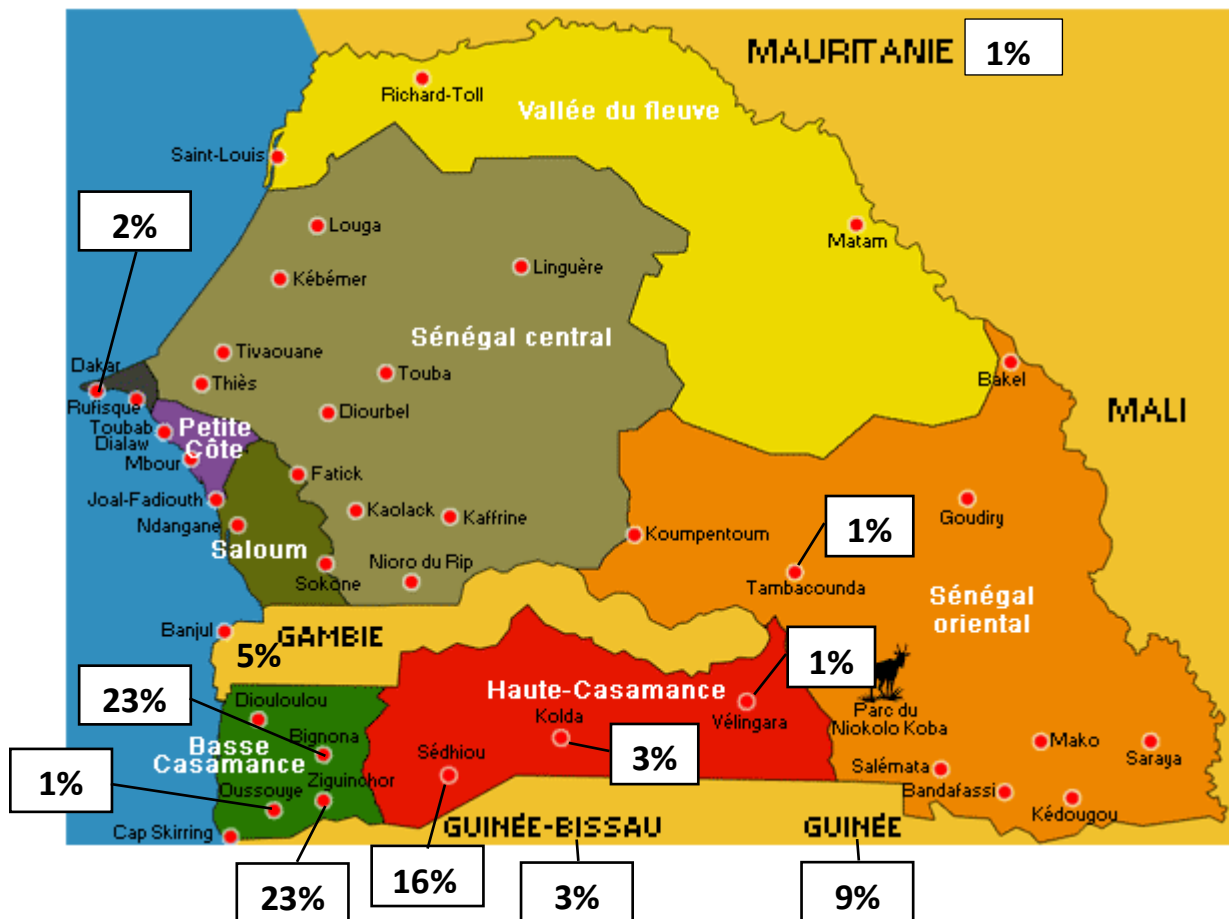 MAURITANIE
1%
Richard-Toll
Vallée du fleuve
Saint-Louis
2%
Louga
Matam
Linguère
Kébémer
Sénégal central
Tivaouane
Dakar
Bakel
Touba
Thiès
Rufisque
MALI
Diourbel
Toubab
Dialaw
Petite
Côte
Mbour
Fatick
Joal-Fadiouth
Goudiry
Kaolack
Kaffrine
Ndangane
1%
Koumpentoum
Saloum
Nioro du Rip
Sokone
Tambacounda
Sénégal
oriental
Banjul
GAMBIE
5%
1%
23%
Haute-Casamance
Diouloulou
Kolda
Vélingara
Parc du
Niokolo Koba
Bignona
Basse
Casamance
Sédhiou
3%
Mako
Saraya
1%
Ziguinchor
Oussouye
Salémata
Bandafassi
Kédougou
Cap Skirring
GUINÉE-BISSAU
GUINÉE
23%
16%
3%
9%